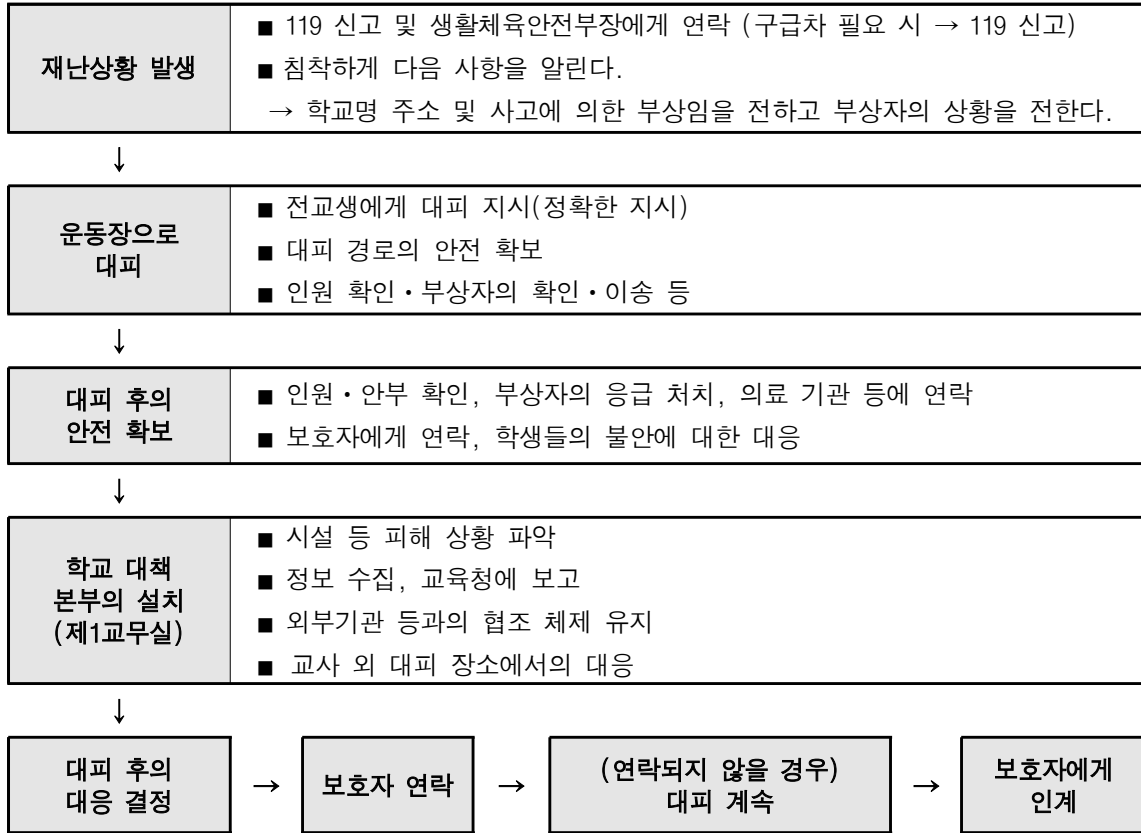 재난상황 발생
■ 119 신고 및 생활체육안전부장에게 연락 (구급차 필요 시 → 119 신고)
■ 침착하게 다음 사항을 알린다.
→ 학교명 주소 및 사고에 의한 부상임을 전하고 부상자의 상황을 전한다.
↓
운동장으로
대피
■ 전교생에게 대피 지시(정확한 지시)
■ 대피 경로의 안전 확보
■ 인원 확인・부상자의 확인・이송 등
↓
대피 후의
안전 확보
■ 인원・안부 확인, 부상자의 응급 처치, 의료 기관 등에 연락
■ 보호자에게 연락, 학생들의 불안에 대한 대응
↓
학교 대책
본부의 설치
(제1교무실)
■ 시설 등 피해 상황 파악
■ 정보 수집, 교육청에 보고
■ 외부기관 등과의 협조 체제 유지
■ 교사 외 대피 장소에서의 대응
↓
대피 후의
대응 결정
→
보호자 연락
→
(연락되지 않을 경우)
대피 계속
→
보호자에게
인계